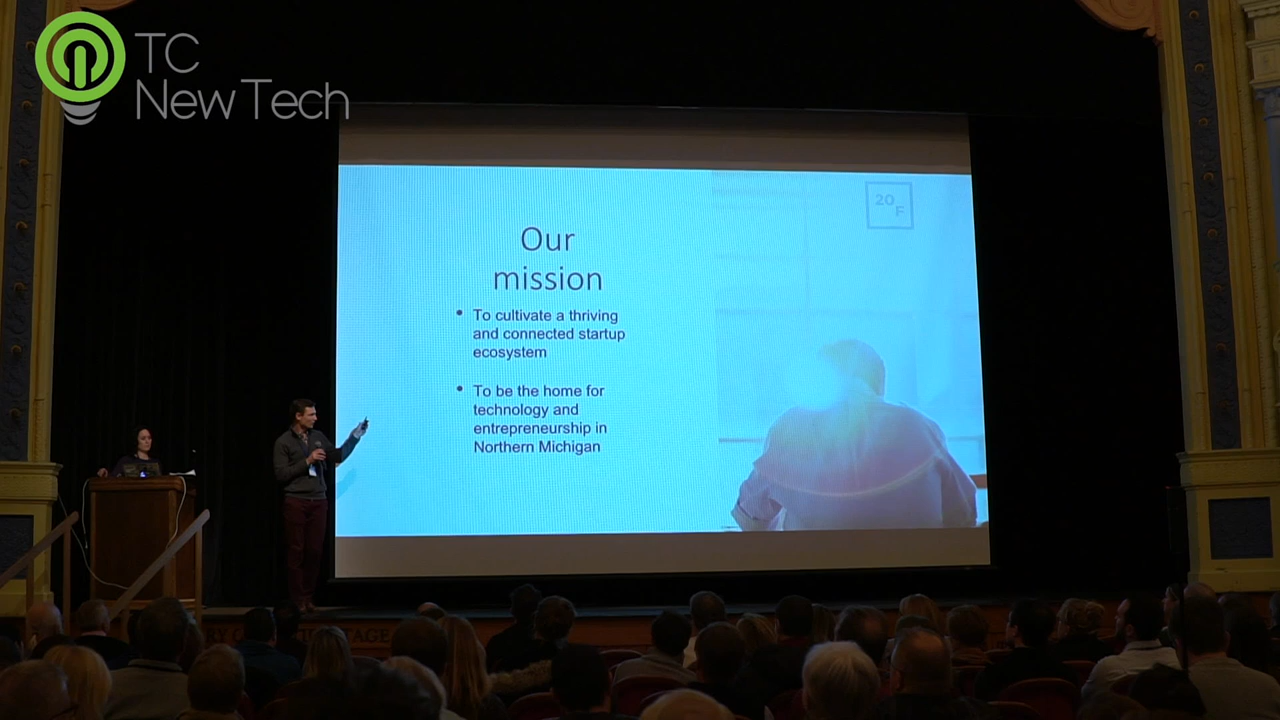 TC
NewTech
20
F
Our
mission
• To cultivate a thriving
and connected startup
ecosystem
• To be the home for
technology and
entrepreneurship in
Northern Michigan